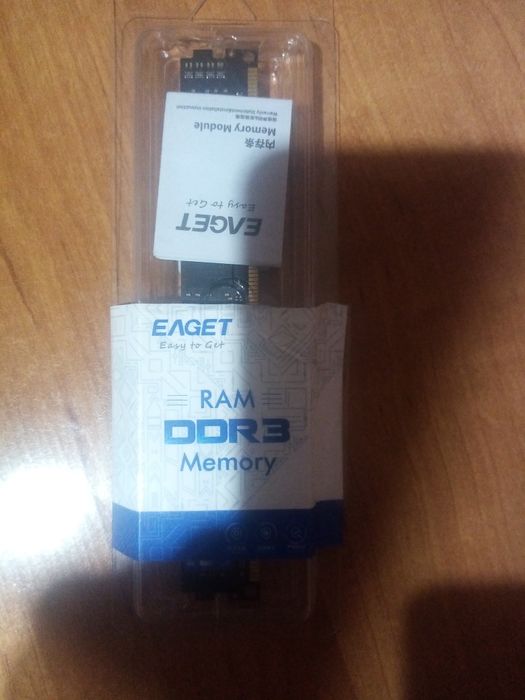 EAGET
Easy to Get
内存条
Memory Module
EAGET
Easy to Get
RAM
DDR3
Memory